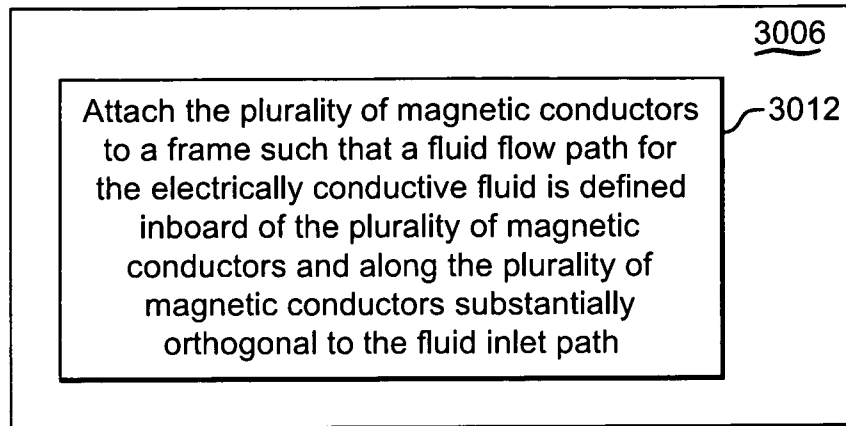 3006
Attach the plurality of magnetic conductors
to a frame such that a fluid flow path for
the electrically conductive fluid is defined
inboard of the plurality of magnetic
conductors and along the plurality of
magnetic conductors substantially
orthogonal to the fluid inlet path
3012